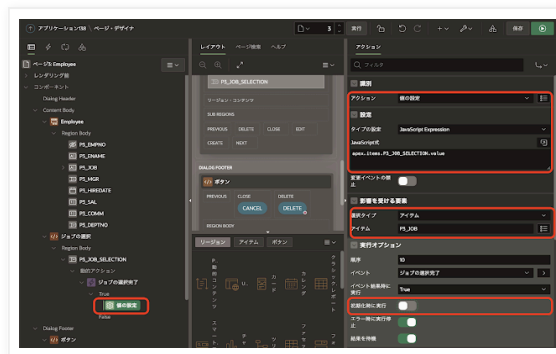 アプリケーション158 \ ページ・デザイナ
3
実行
保存
ページ3: Employee
レンダリング前
コンポーネント
Dialog Header
Content Body
Employee
Region Body
P3_EMPNO
P3_ENAME
P3_JOB
P3_MGR
P3_HIREDATE
P3_SAL
P3_COMM
P3_DEPTNO
ジョブの選択
Region Body
P3_JOB_SELECTION
動的アクション
ジョブの選択完了
True
値の設定
False
Dialog Footer
ボタン
レイアウト ページ検索 ヘルプ
P3_JOB_SELECTION
リージョン・コンテンツ
SUB REGIONS
PREVIOUS DELETE CLOSE EDIT
CREATE NEXT
DIALOG FOOTER
ボタン
PREVIOUS CLOSE DELETE
CANCEL DELETE
REGION BODY
リージョン アイテム ボタン
アクション
フィルタ
識別
アクション 値の設定
設定
タイプの設定 JavaScript Expression
JavaScript式
apex.items.P3_JOB_SELECTION.value
変更イベントの禁止
影響を受ける要素
選択タイプ アイテム
アイテム P3_JOB
実行オプション
順序 10
イベント ジョブの選択完了
イベント結果時に実行 True
初期化時に実行
エラー時に実行停止
結果を待機